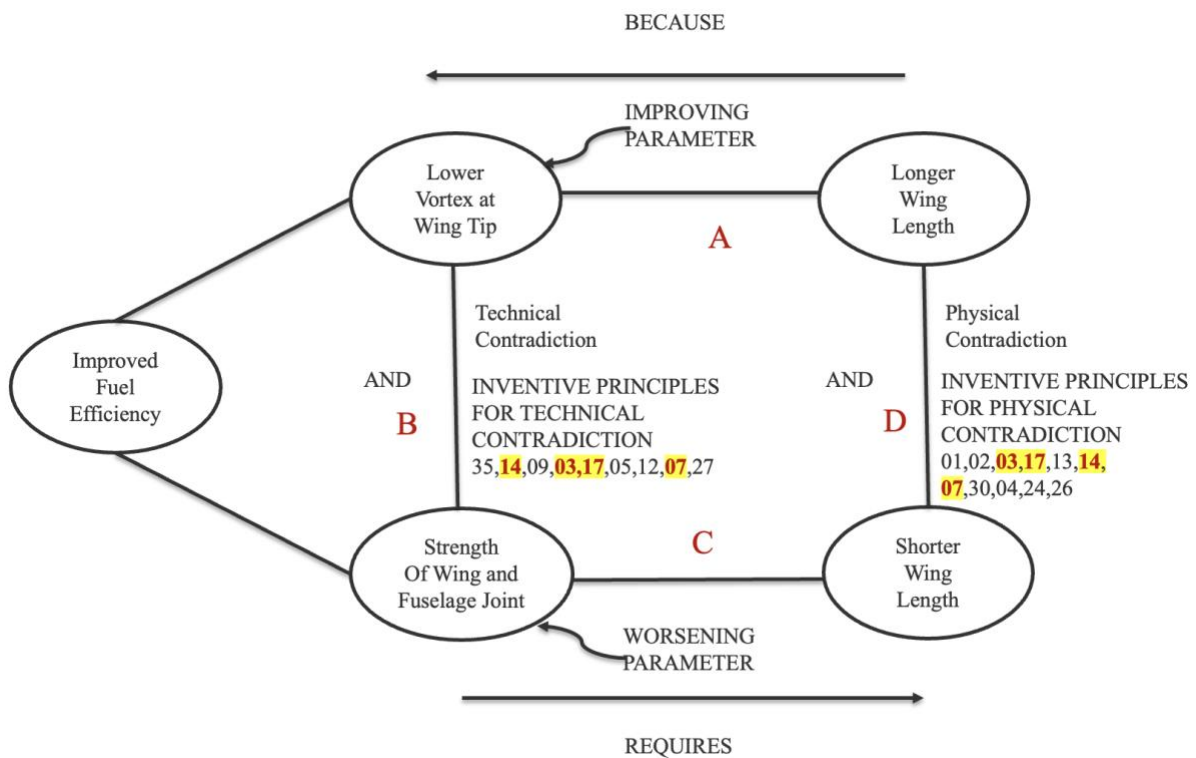 BECAUSE
IMPROVING
PARAMETER
Lower
Vortex at
Wing Tip
Longer
Wing
Length
A
Technical
Contradiction
Physical
Contradiction
Improved
Fuel
Efficiency
AND
B
INVENTIVE PRINCIPLES
FOR TECHNICAL
CONTRADICTION
35,14,09,03,17,05,12,07,27
AND
D
INVENTIVE PRINCIPLES
FOR PHYSICAL
CONTRADICTION
01,02,03,17,13,14,
07,30,04,24,26
C
Strength
Of Wing and
Fuselage Joint
Shorter
Wing
Length
WORSENING
PARAMETER
REQUIRES